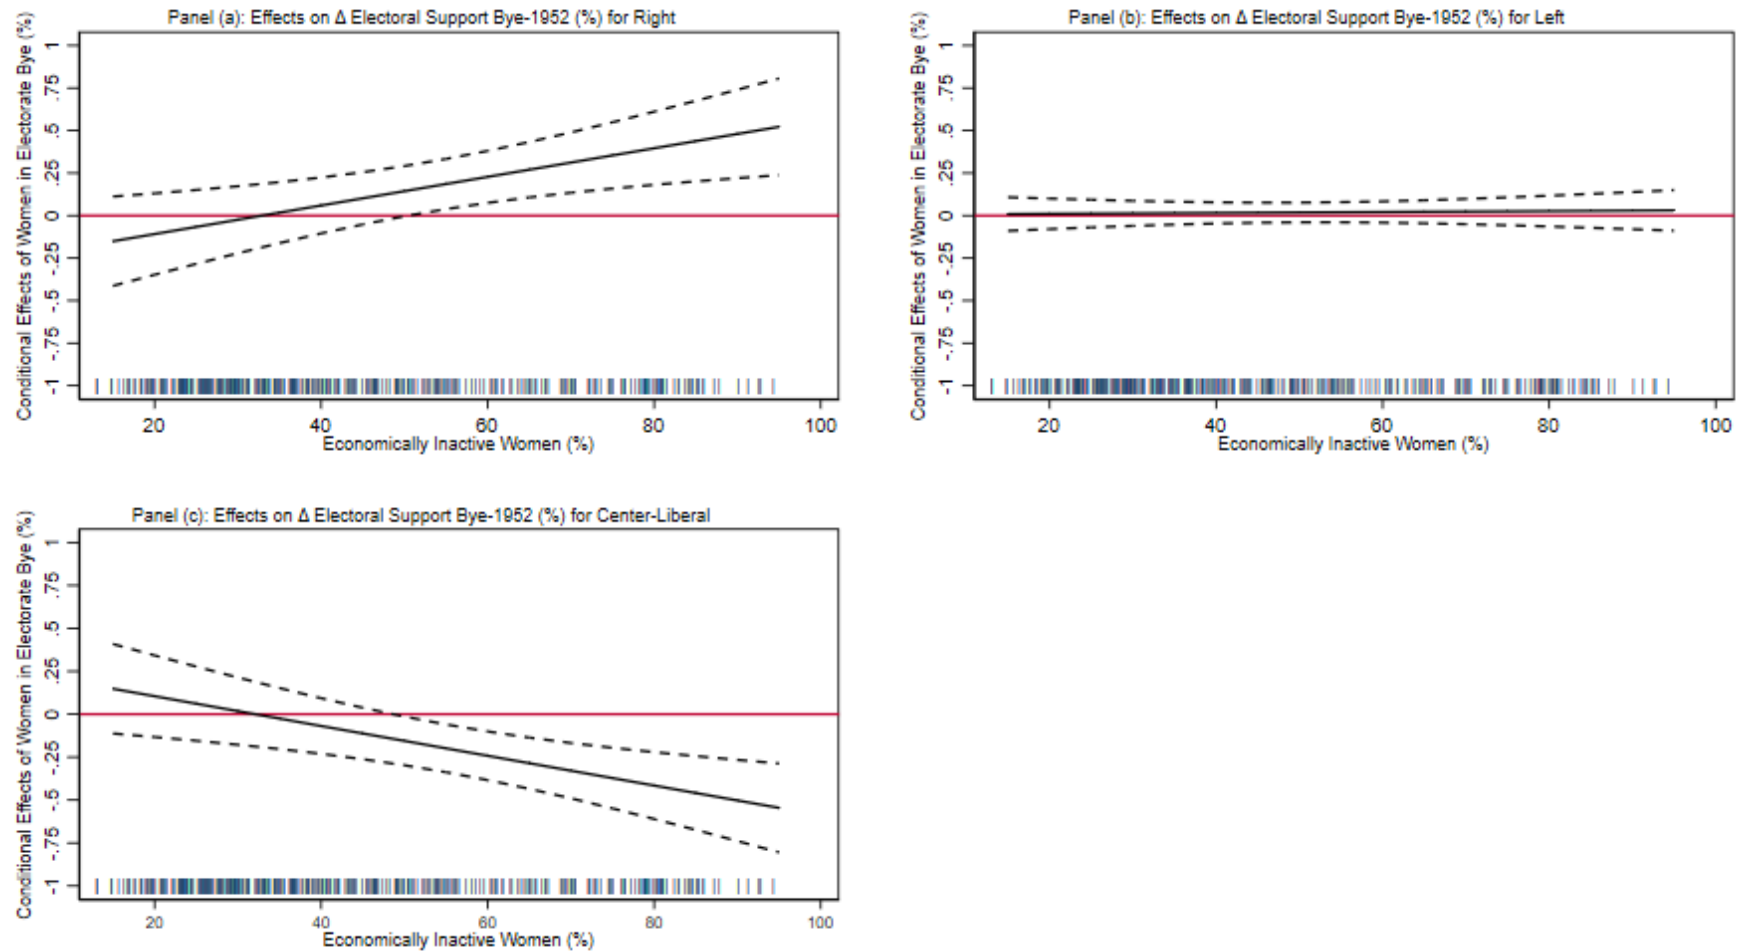 Panel (a): Effects on Δ Electoral Support Bye-1952 (%) for Right
Conditional Effects of Women in Electorate Bye (%)
1
.75
.5
.25
0
-.25
-.5
-.75
-1
20 40 60 80 100
Economically Inactive Women (%)
Panel (b): Effects on Δ Electoral Support Bye-1952 (%) for Left
Conditional Effects of Women in Electorate Bye (%)
1
.75
.5
.25
0
-.25
-.5
-.75
-1
20 40 60 80 100
Economically Inactive Women (%)
Panel (c): Effects on Δ Electoral Support Bye-1952 (%) for Center-Liberal
Conditional Effects of Women in Electorate Bye (%)
1
.75
.5
.25
0
-.25
-.5
-.75
-1
20 40 60 80 100
Economically Inactive Women (%)